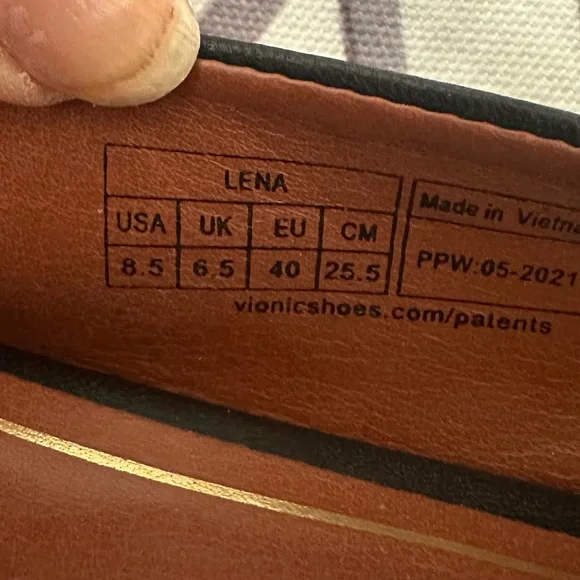 LENA
USA UK EU CM
8.5 6.5 40 25.5
Made in
PPW:05-2021
vionicshoes.com/patents